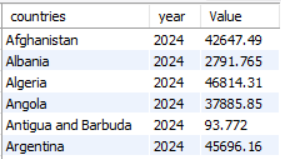 countries year Value
Afghanistan 2024 42647.49
Albania 2024 2791.765
Algeria 2024 46814.31
Angola 2024 37885.85
Antigua and Barbuda 2024 93.772
Argentina 2024 45696.16